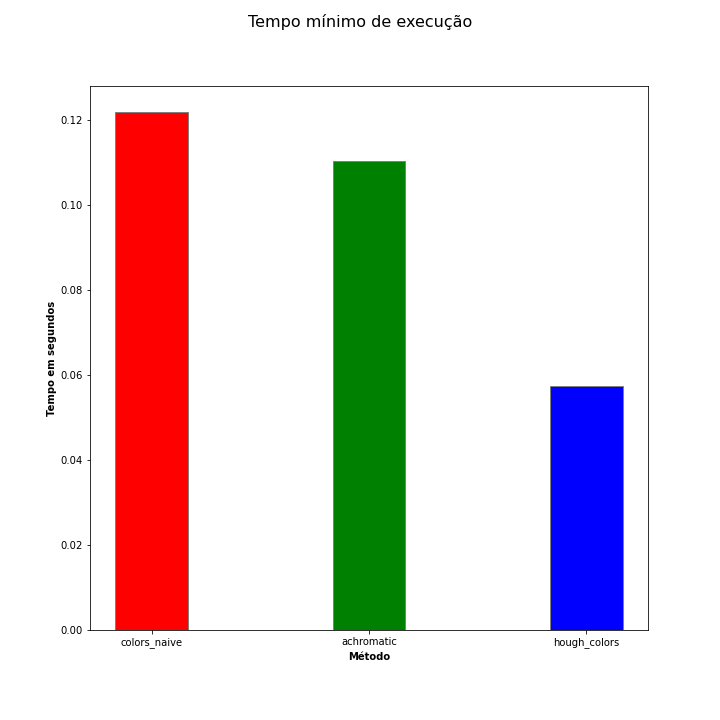 Tempo mínimo de execução
0.12
0.10
0.08
0.06
0.04
0.02
0.00
Tempo em segundos
colors_naive
achromatic
hough_colors
Método